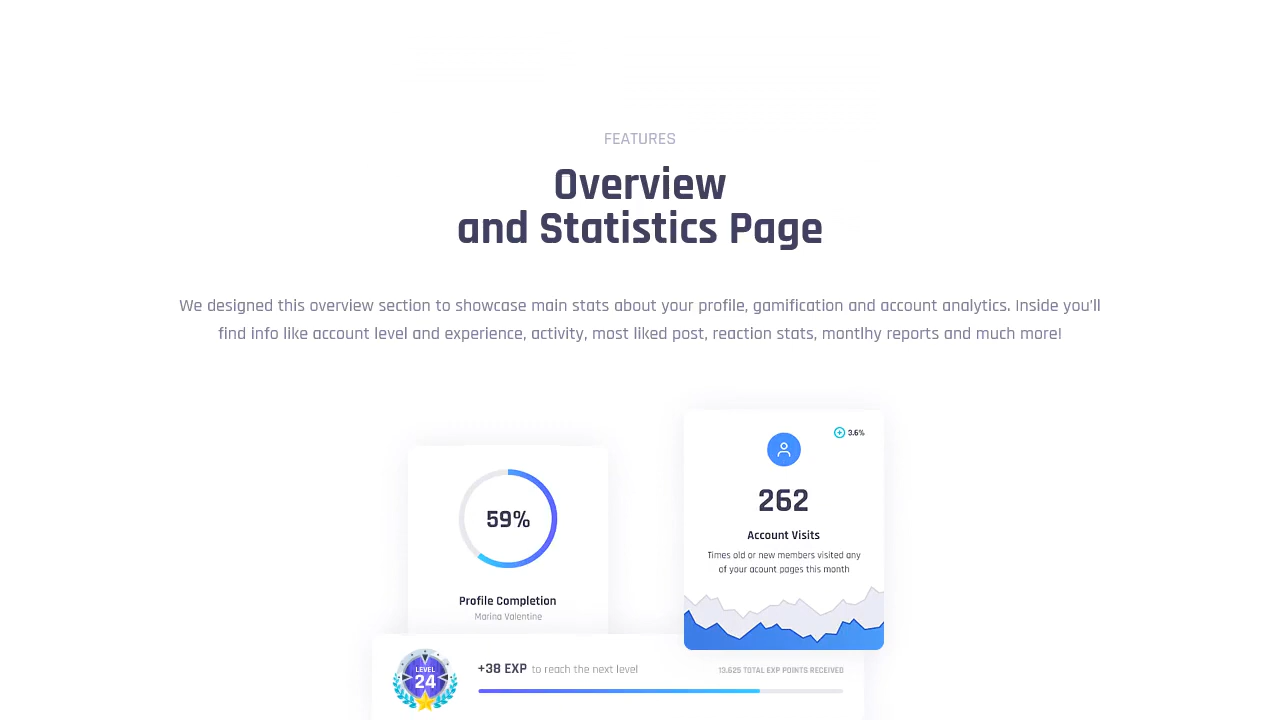 FEATURES
Overview
and Statistics Page
We designed this overview section to showcase main stats about your profile, gamification and account analytics. Inside you'll
find info like account level and experience, activity, most liked post, reaction stats, montlhy reports and much more!
59%
Profile Completion
Marina Valentine
3.6%
262
Account Visits
Times old or new members visited any
of your acount pages this month
LEVEL
24
+38 EXP to reach the next level
13.625 TOTAL EXP POINTS RECEIVED